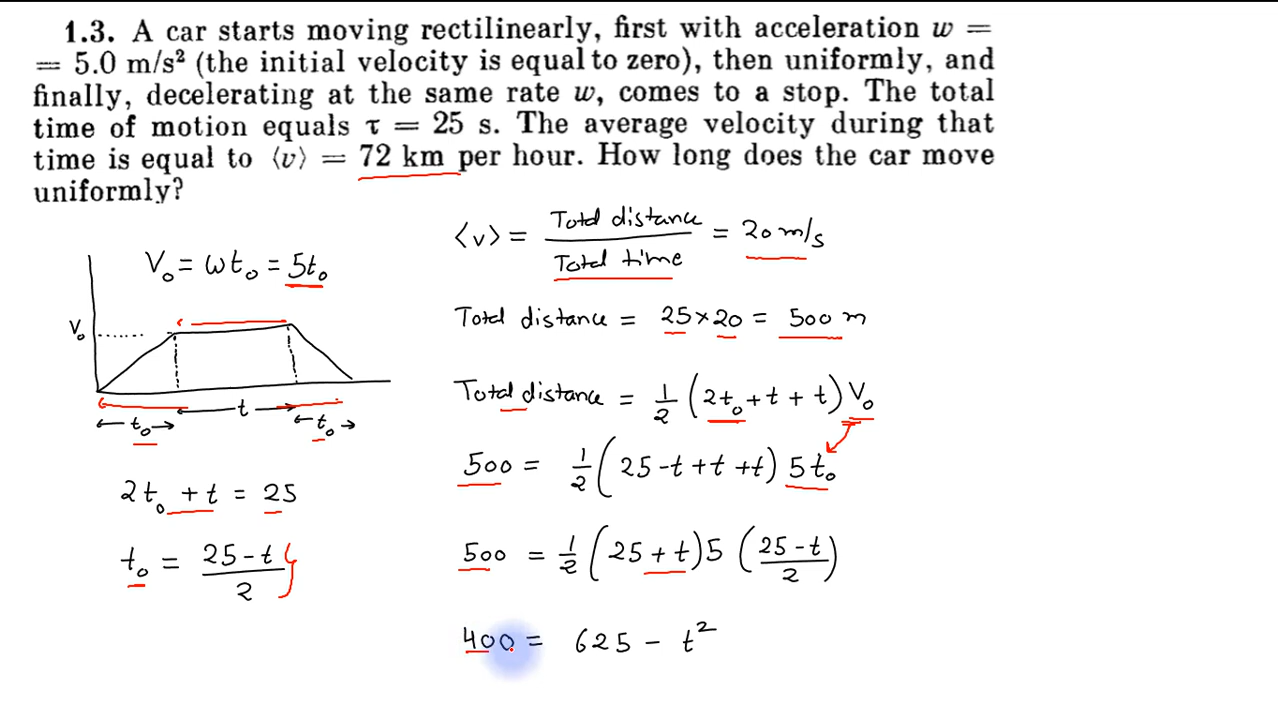 1.3. A car starts moving rectilinearly, first with acceleration w =
= 5.0 m/s² (the initial velocity is equal to zero), then uniformly, and
finally, decelerating at the same rate w, comes to a stop. The total
time of motion equals τ = 25 s. The average velocity during that
time is equal to ⟨v⟩ = 72 km per hour. How long does the car move
uniformly?
⟨v⟩ = Total distance / Total time = 20 m/s
V₀ = ωt₀ = 5t₀
V₀
t₀
t
t₀
Total distance = 25×20 = 500 m
Total distance = 1/2 (2t₀ + t + t) V₀
2t₀ + t = 25
500 = 1/2 (25 - t + t + t) 5t₀
t₀ = 25 - t / 2
500 = 1/2 (25 + t) 5 (25 - t / 2)
400 = 625 - t²